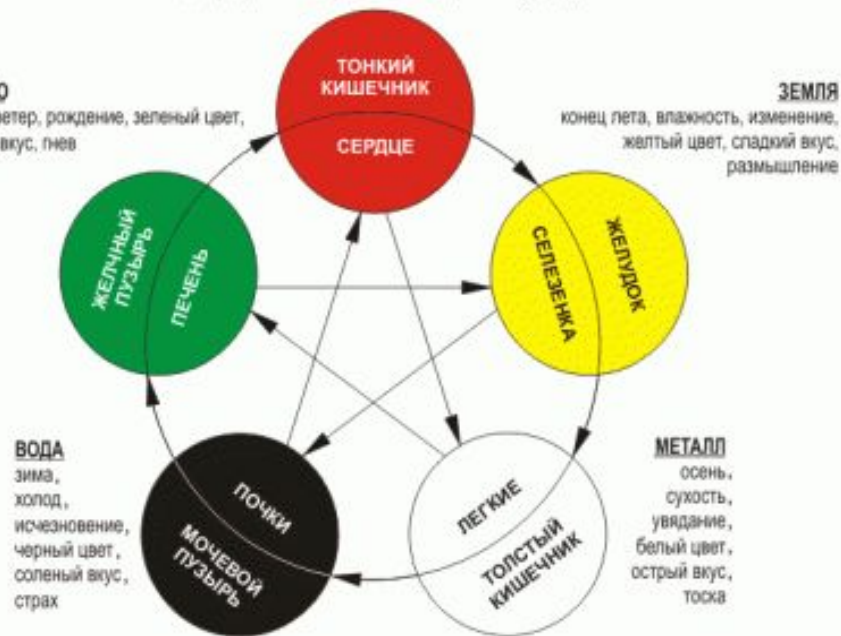 ТОНКИЙ
КИШЕЧНИК
СЕРДЦЕ
рождение, зеленый цвет,
вкус, гнев
ЗЕМЛЯ
конец лета, влажность, изменение,
желтый цвет, сладкий вкус,
размышление
ЖЕЛЧНЫЙ
ПУЗЫРЬ
ПЕЧЕНЬ
СЕЛЕЗЕНКА
ЖЕЛУДОК
ВОДА
зима,
холод,
исчезновение,
черный цвет,
соленый вкус,
страх
ПОЧКИ
МОЧЕВОЙ
ПУЗЫРЬ
ЛЕГКИЕ
ТОЛСТЫЙ
КИШЕЧНИК
МЕТАЛЛ
осень,
сухость,
увядание,
белый цвет,
острый вкус,
тоска